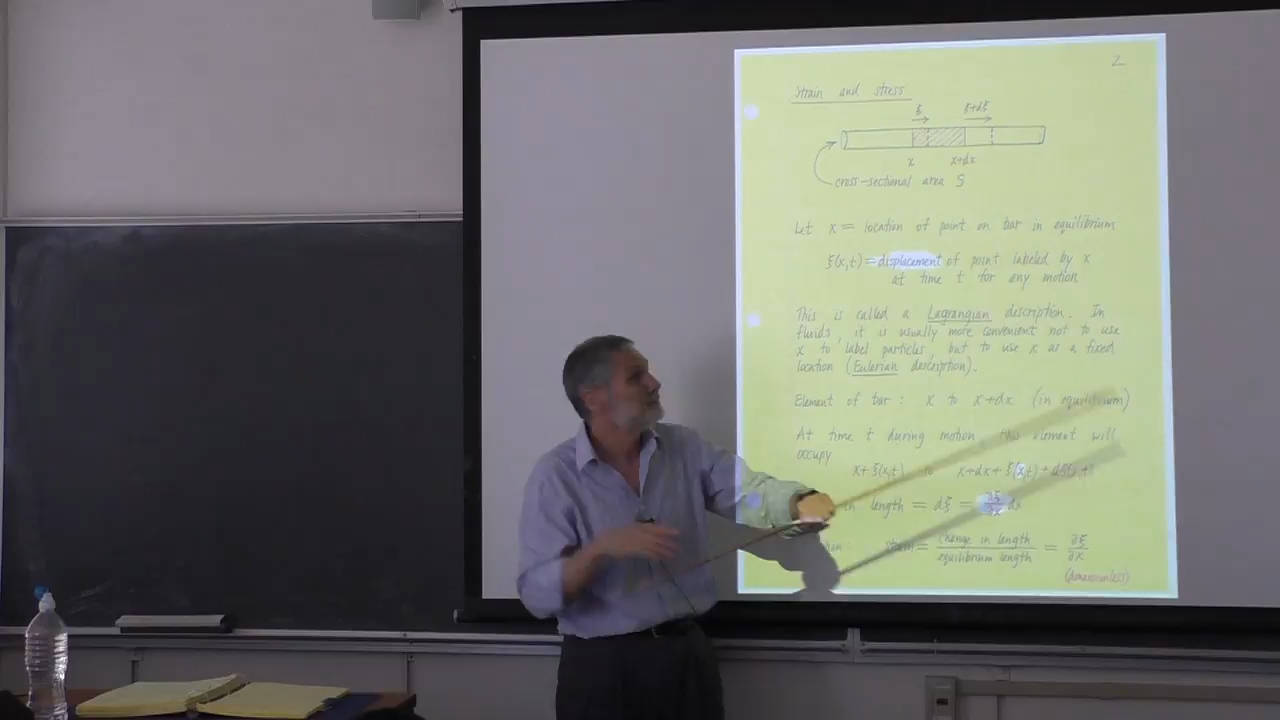 2
Strain and stress
ξ ξ+dξ
x x+dx
cross-sectional area S
Let x = location of point on bar in equilibrium
ξ(x,t) = displacement of point labeled by x
at time t for any motion
This is called a Lagrangian description. In
fluids, it is usually more convenient not to use
x to label particles, but to use x as a fixed
location (Eulerian description).
Element of bar: x to x+dx (in equilibrium)
At time t during motion, this element will
occupy
x+ξ(x,t) to x+dx+ξ(x,t)+dξ(x,t)
in length = dξ = ∂ξ/∂x dx
strain = change in length / equilibrium length = ∂ξ/∂x
(dimensionless)